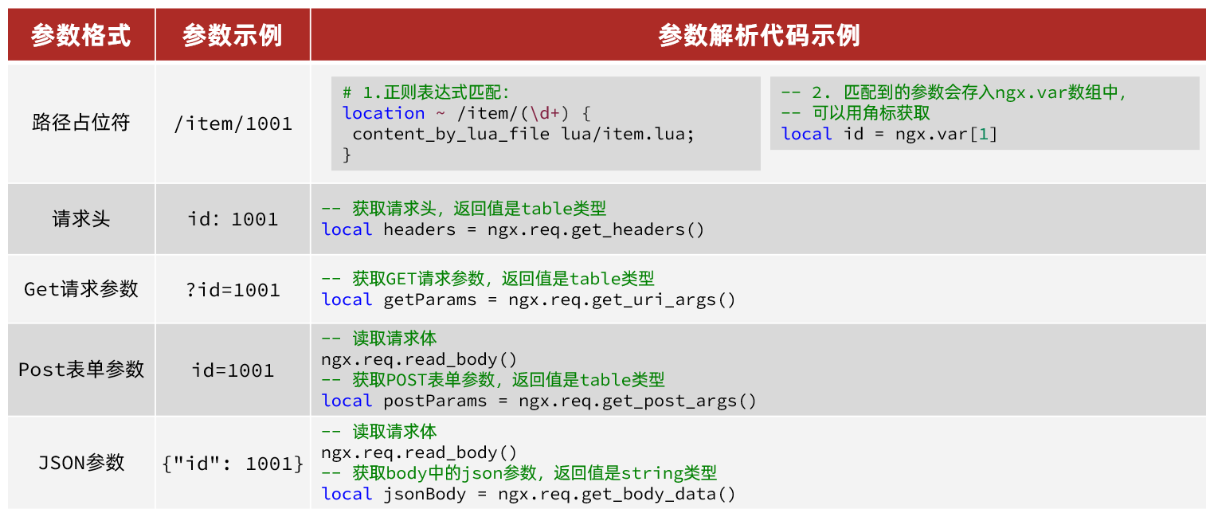 参数格式 参数示例 参数解析代码示例
路径占位符 /item/1001
# 1.正则表达式匹配：
location ~ /item/(\d+) {
content_by_lua_file lua/item.lua;
}
-- 2. 匹配到的参数会存入ngx.var数组中，
-- 可以用角标获取
local id = ngx.var[1]
请求头 id: 1001
-- 获取请求头，返回值是table类型
local headers = ngx.req.get_headers()
Get请求参数 ?id=1001
-- 获取GET请求参数，返回值是table类型
local getParams = ngx.req.get_uri_args()
Post表单参数 id=1001
-- 读取请求体
ngx.req.read_body()
-- 获取POST表单参数，返回值是table类型
local postParams = ngx.req.get_post_args()
JSON参数 {"id": 1001}
-- 读取请求体
ngx.req.read_body()
-- 获取body中的json参数，返回值是string类型
local jsonBody = ngx.req.get_body_data()